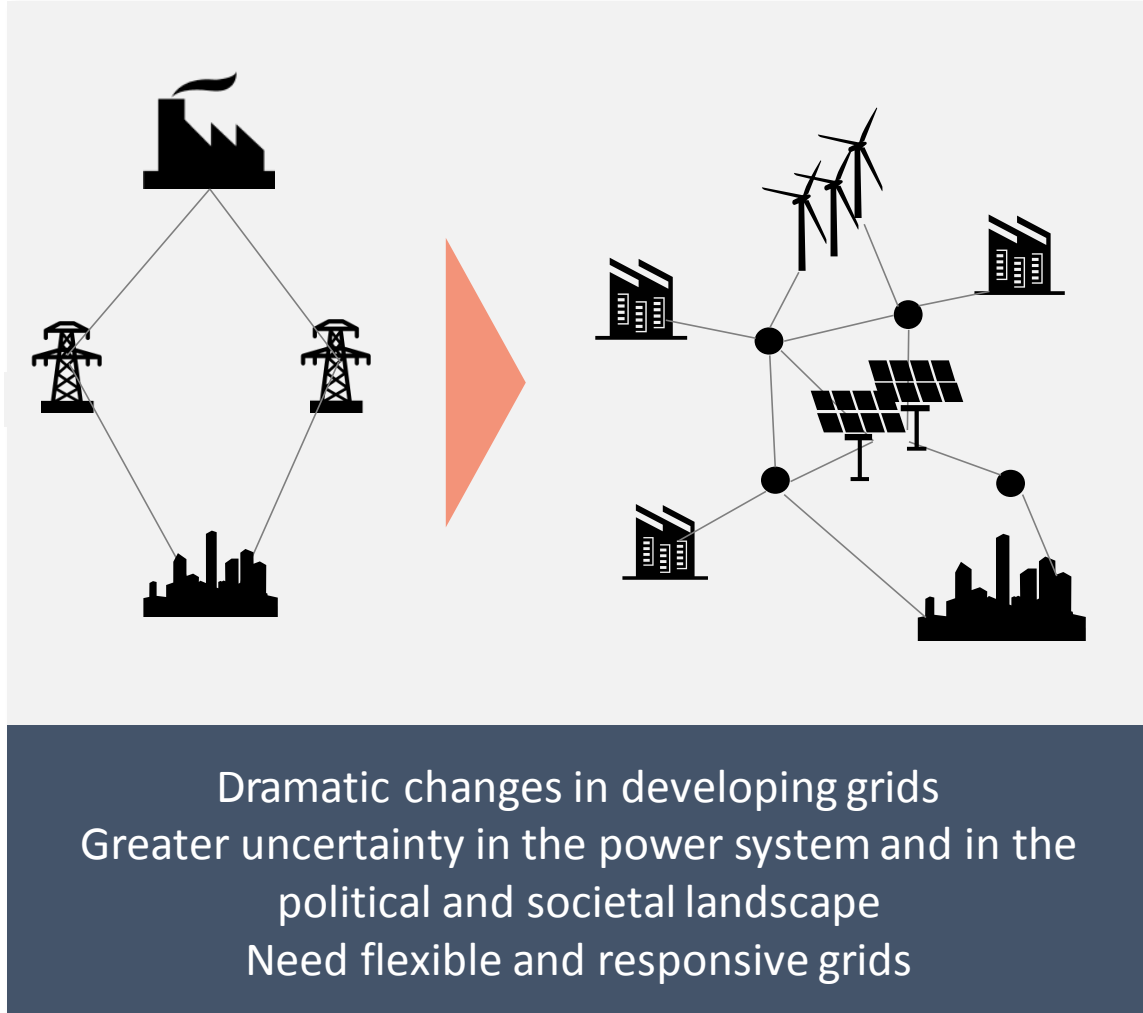 Dramatic changes in developing grids
Greater uncertainty in the power system and in the
political and societal landscape
Need flexible and responsive grids